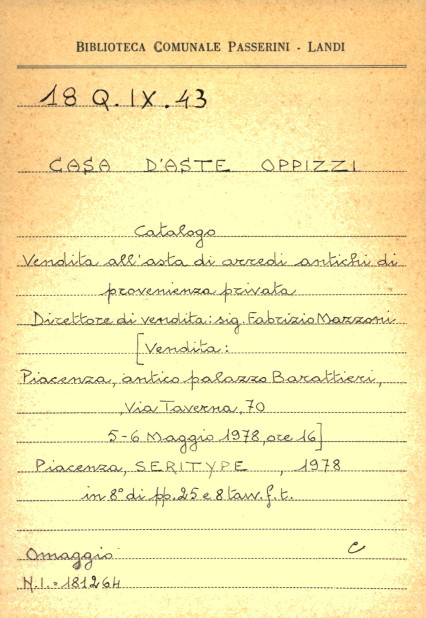 BIBLIOTECA COMUNALE PASSERINI - LANDI
18 Q.IX.43
CASA D'ASTE OPPIZZI
Catalogo
Vendita all'asta di arredi antichi di
provenienza privata
Direttore di vendita: sig. Fabrizio Mazzoni
[Vendita:
Piacenza, antico palazzo Barattieri,
,Via Taverna, 70
5-6 Maggio 1978, ore 16]
Piacenza, SERITYPE , 1978
in 8° di pp. 25 e 8 tavv. f. t.
Omaggio C
N.I.= 181264